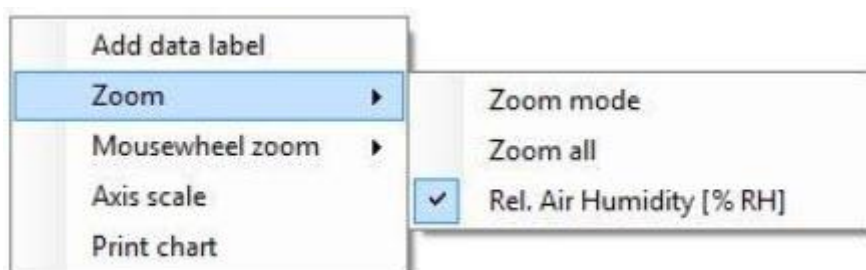 Add data label
Zoom
Mousewheel zoom
Axis scale
Print chart
Zoom mode
Zoom all
Rel. Air Humidity [% RH]